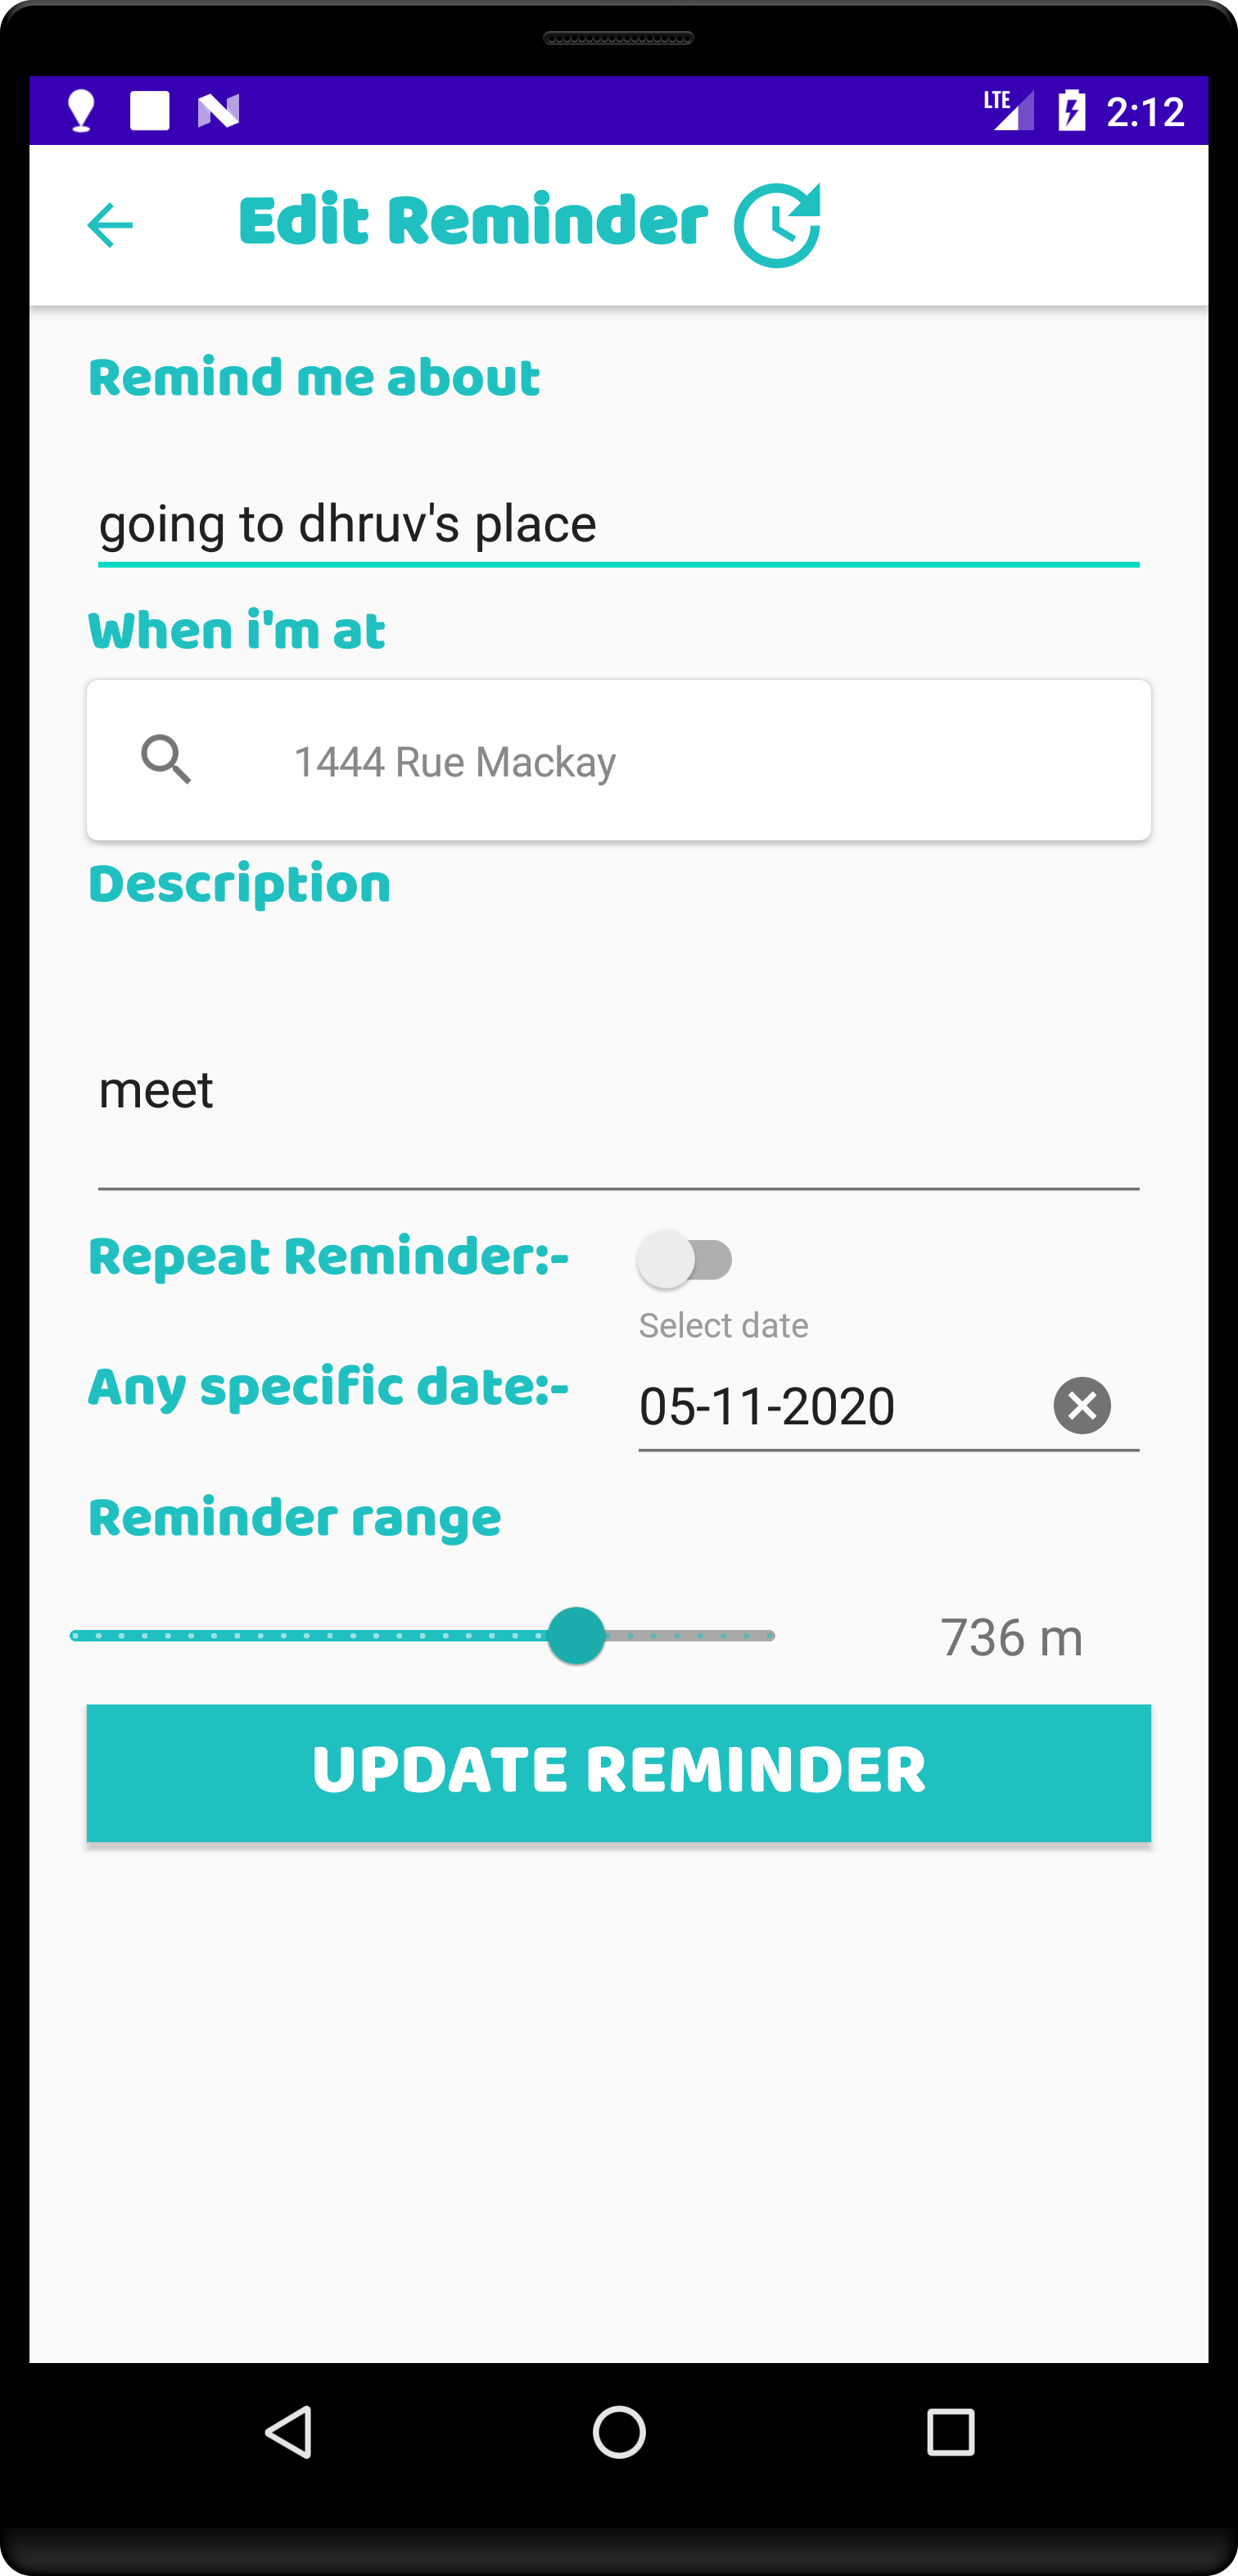 LTE 2:12
Edit Reminder
Remind me about
going to dhruv's place
When i'm at
1444 Rue Mackay
Description
meet
Repeat Reminder:-
Select date
Any specific date:- 05-11-2020
Reminder range
736 m
UPDATE REMINDER